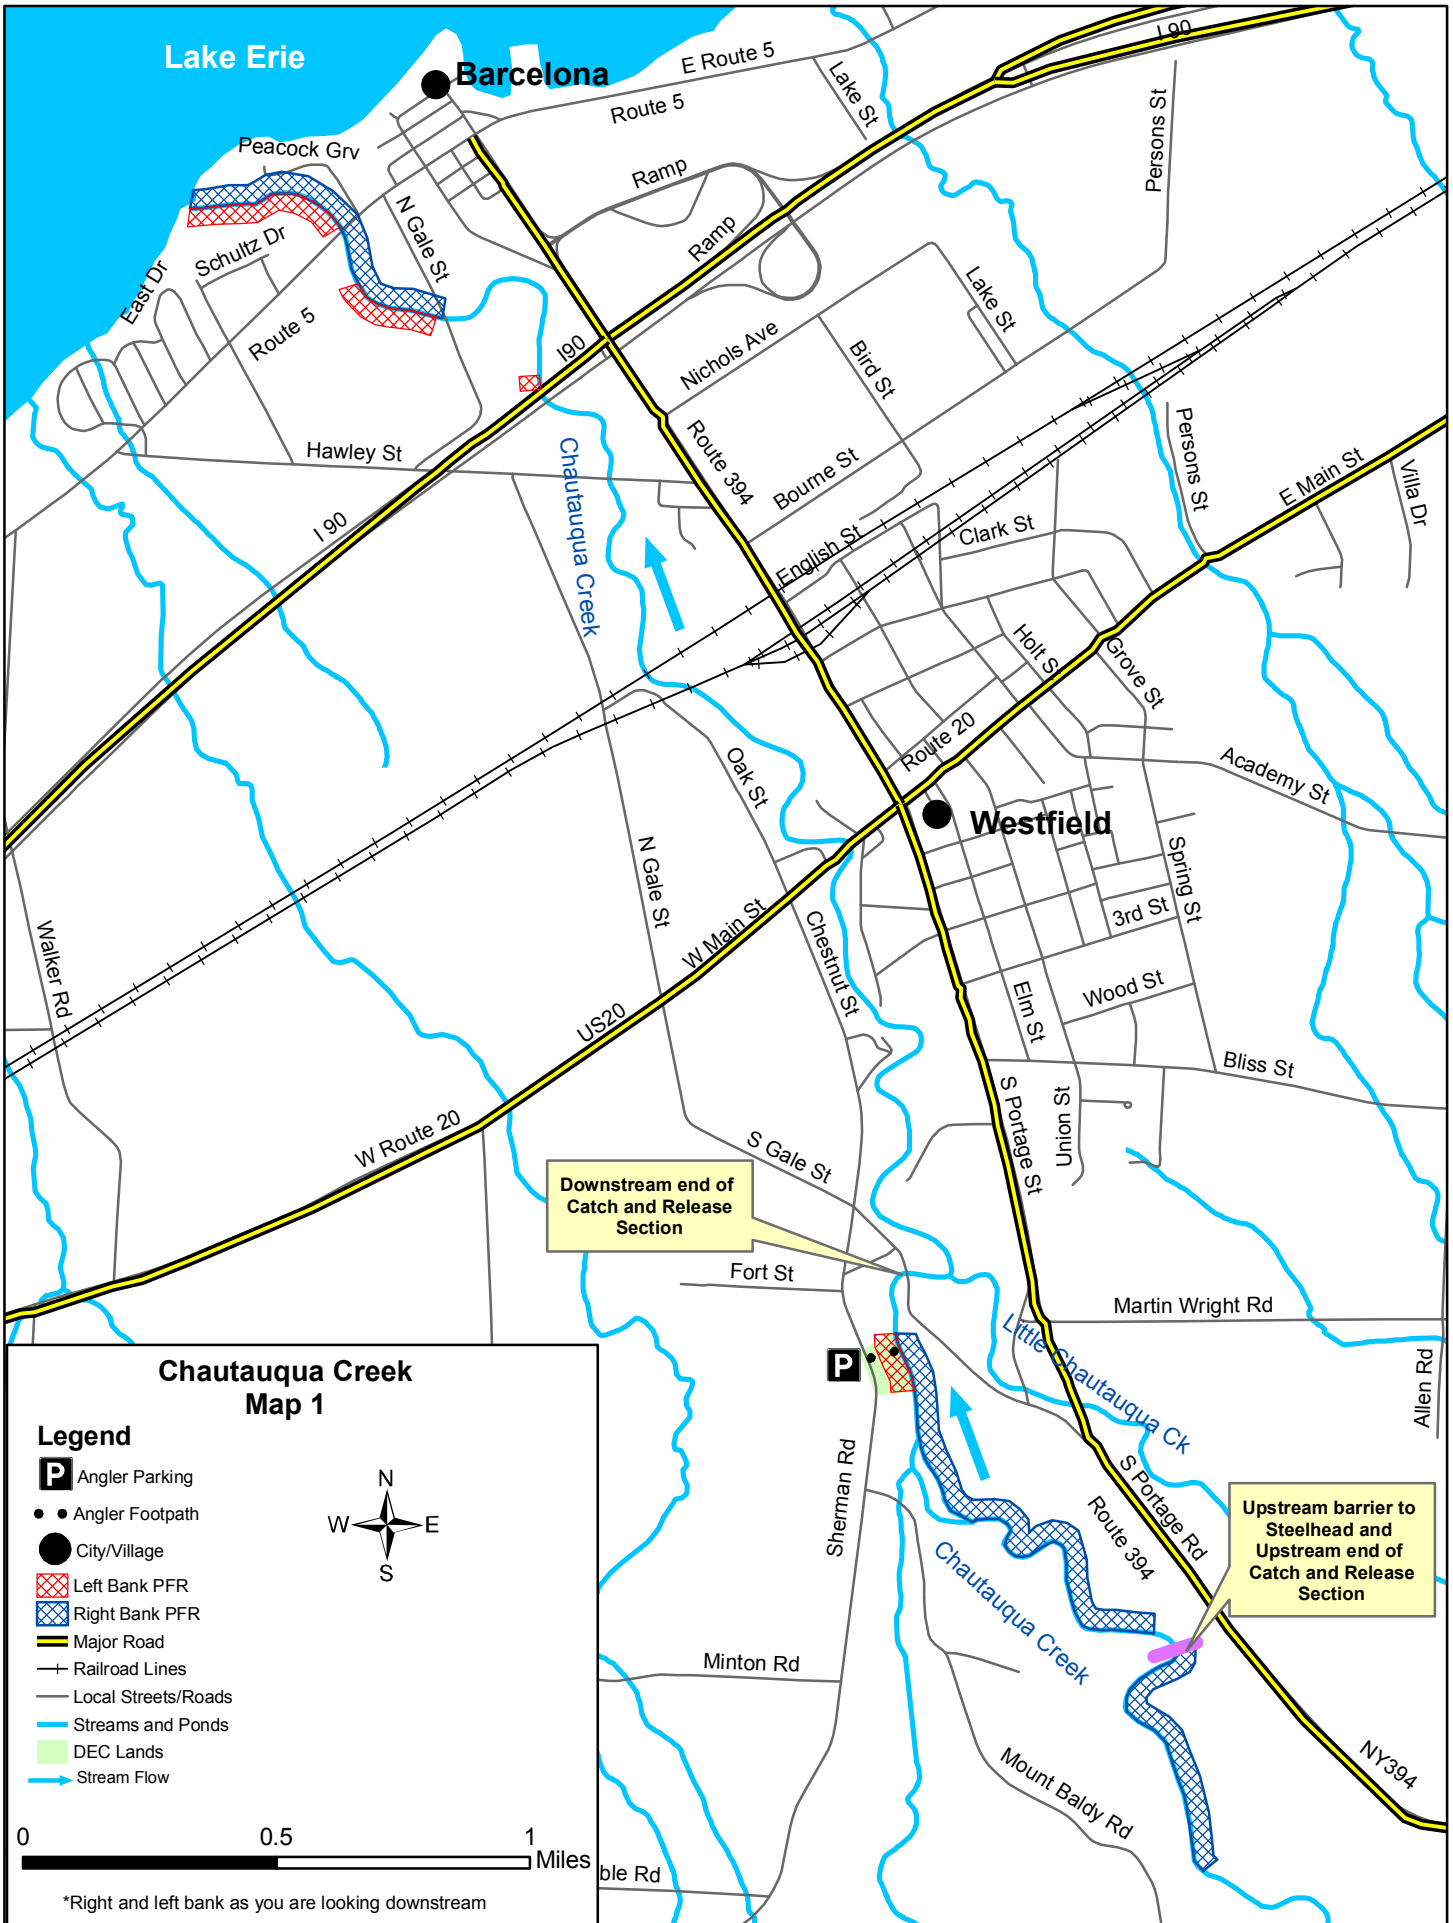 Lake Erie
Barcelona
E Route 5
Route 5
Lake St
I 90
Persons St
Peacock Grv
Ramp
Ramp
N Gale St
Schultz Dr
East Dr
Route 5
Lake St
I90
Nichols Ave
Bird St
Hawley St
Chautauqua Creek
Route 394
Bourne St
Persons St
E Main St
Villa Dr
I 90
English St
Clark St
Holt S
Grove St
Route 20
Oak St
Academy St
Westfield
N Gale St
Spring St
3rd St
W Main St
Chestnut St
Walker Rd
US20
Elm St
Wood St
Bliss St
S Portage St
Union St
W Route 20
S Gale St
Downstream end of
Catch and Release
Section
Fort St
Martin Wright Rd
Little Chautauqua Ck
Allen Rd
P
Sherman Rd
S Portage Rd
Route 394
Upstream barrier to
Steelhead and
Upstream end of
Catch and Release
Section
Chautauqua Creek
Minton Rd
Mount Baldy Rd
NY394
ble Rd
Chautauqua Creek
Map 1
Legend
P Angler Parking
Angler Footpath
City/Village
Left Bank PFR
Right Bank PFR
Major Road
Railroad Lines
Local Streets/Roads
Streams and Ponds
DEC Lands
Stream Flow
N
W E
S
0 0.5 1
Miles
*Right and left bank as you are looking downstream